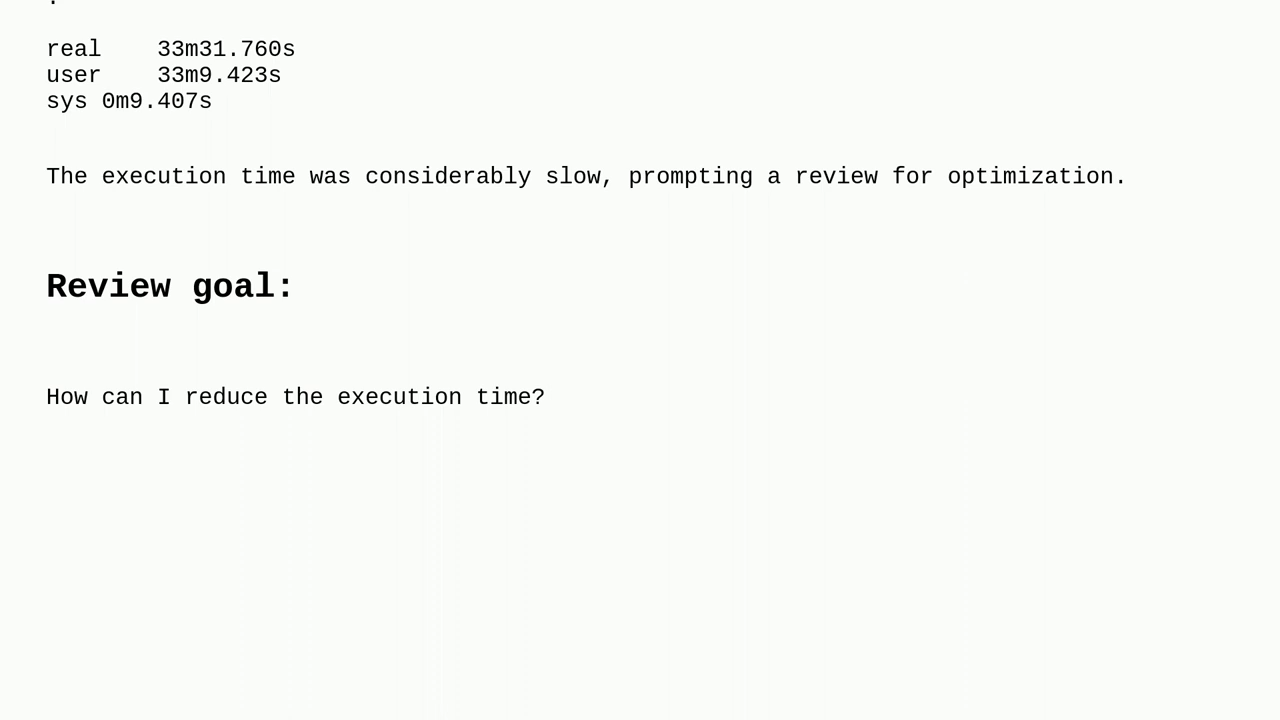 real    33m31.760s
user    33m9.423s
sys 0m9.407s
The execution time was considerably slow, prompting a review for optimization.
Review goal:
How can I reduce the execution time?